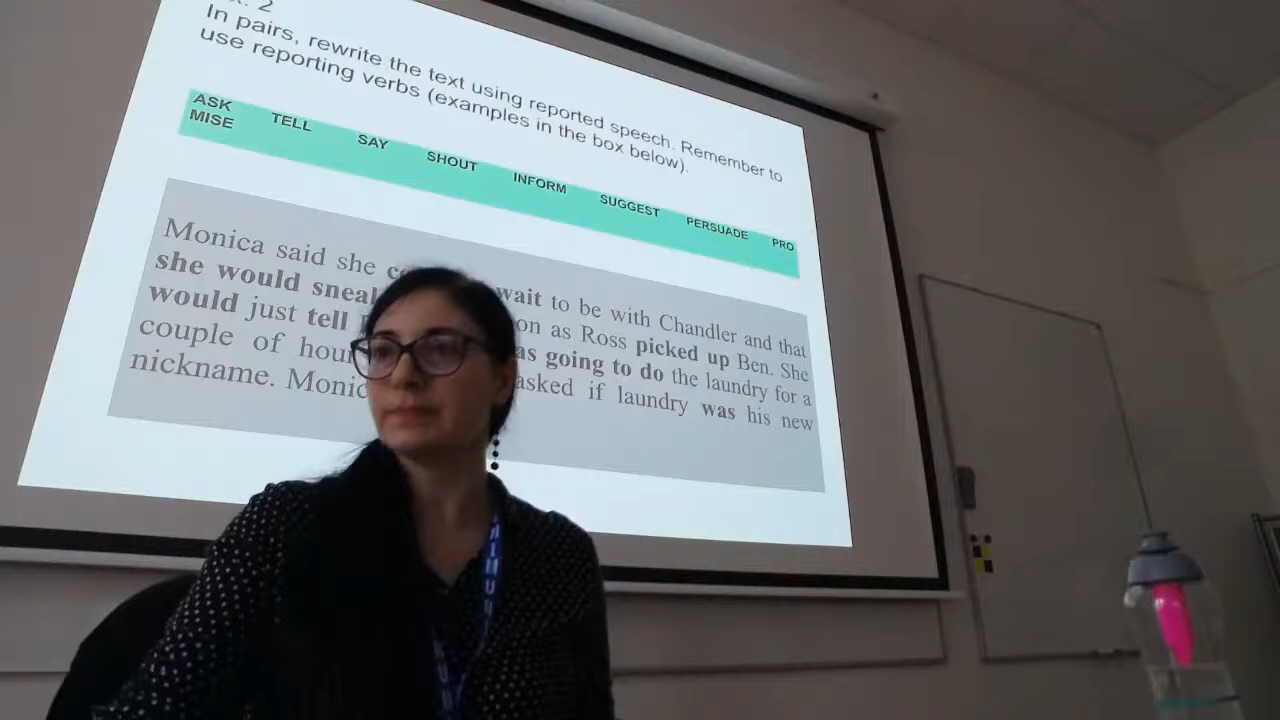 x. 2
In pairs, rewrite the text using reported speech. Remember to
use reporting verbs (examples in the box below).
ASK TELL SAY SHOUT INFORM SUGGEST PERSUADE PRO
MISE
Monica said she wait to be with Chandler and that
she would sneak as Ross picked up Ben. She
would just tell as going to do the laundry for a
couple of hour
nickname. Monic asked if laundry was his new